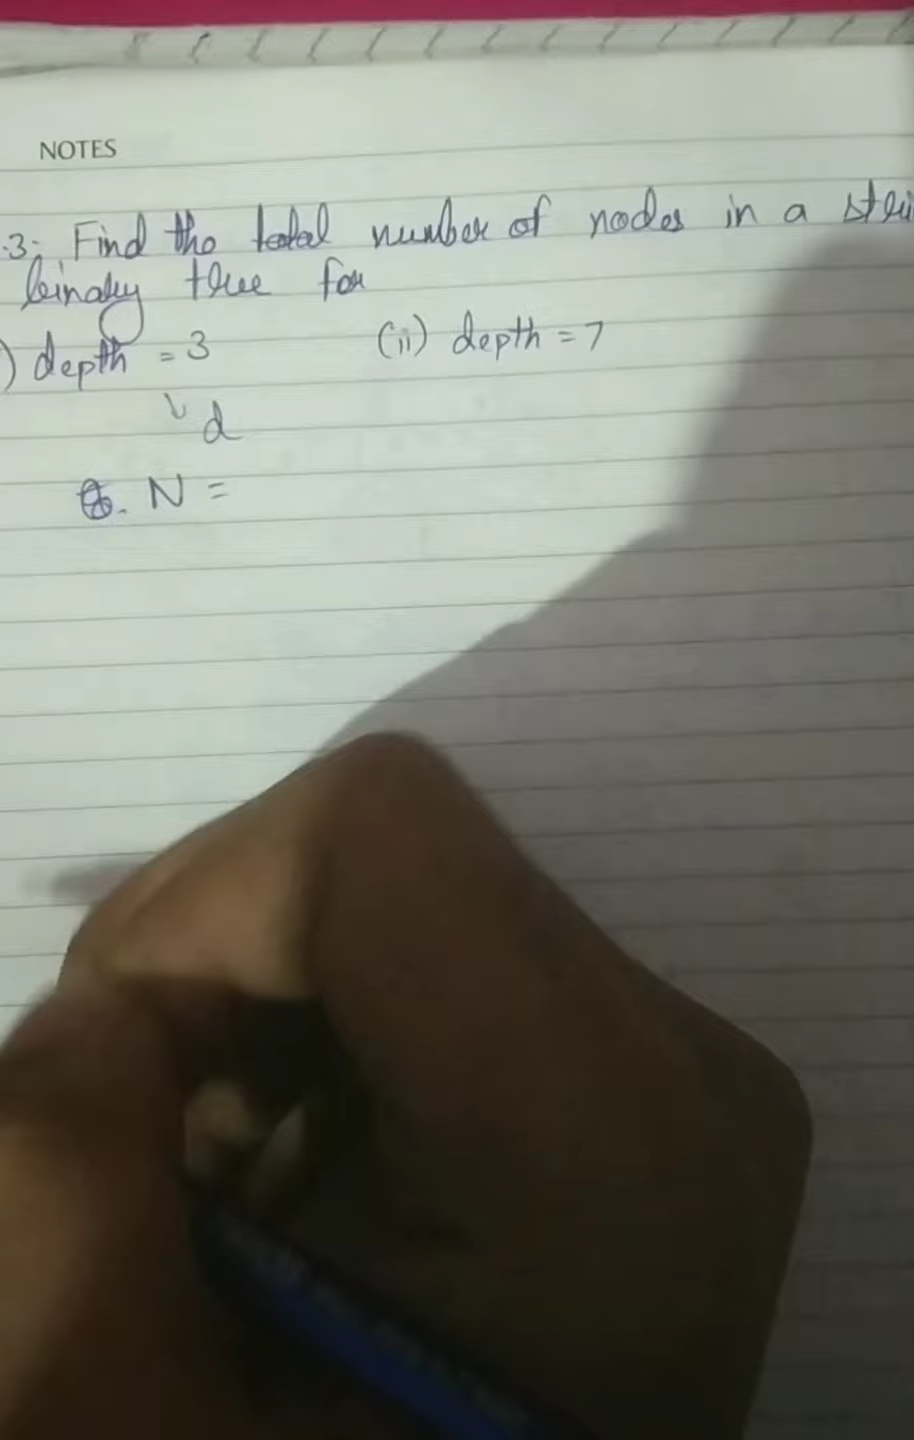 NOTES
3. Find the total number of nodes in a
binary tree for
) depth = 3 (ii) depth = 7
d
Q. N =